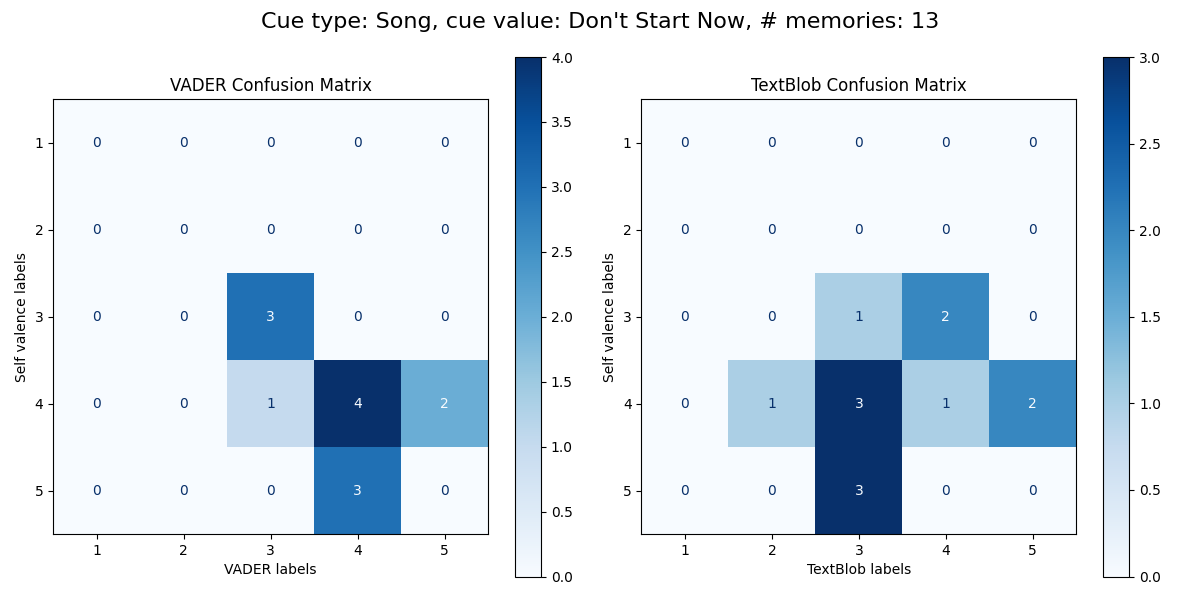 Cue type: Song, cue value: Don't Start Now, # memories: 13
VADER Confusion Matrix
Self valence labels
1 0 0 0 0 0
2 0 0 0 0 0
3 0 0 3 0 0
4 0 0 1 4 2
5 0 0 0 3 0
1 2 3 4 5
VADER labels
4.0
3.5
3.0
2.5
2.0
1.5
1.0
0.5
0.0
TextBlob Confusion Matrix
Self valence labels
1 0 0 0 0 0
2 0 0 0 0 0
3 0 0 1 2 0
4 0 1 3 1 2
5 0 0 3 0 0
1 2 3 4 5
TextBlob labels
3.0
2.5
2.0
1.5
1.0
0.5
0.0